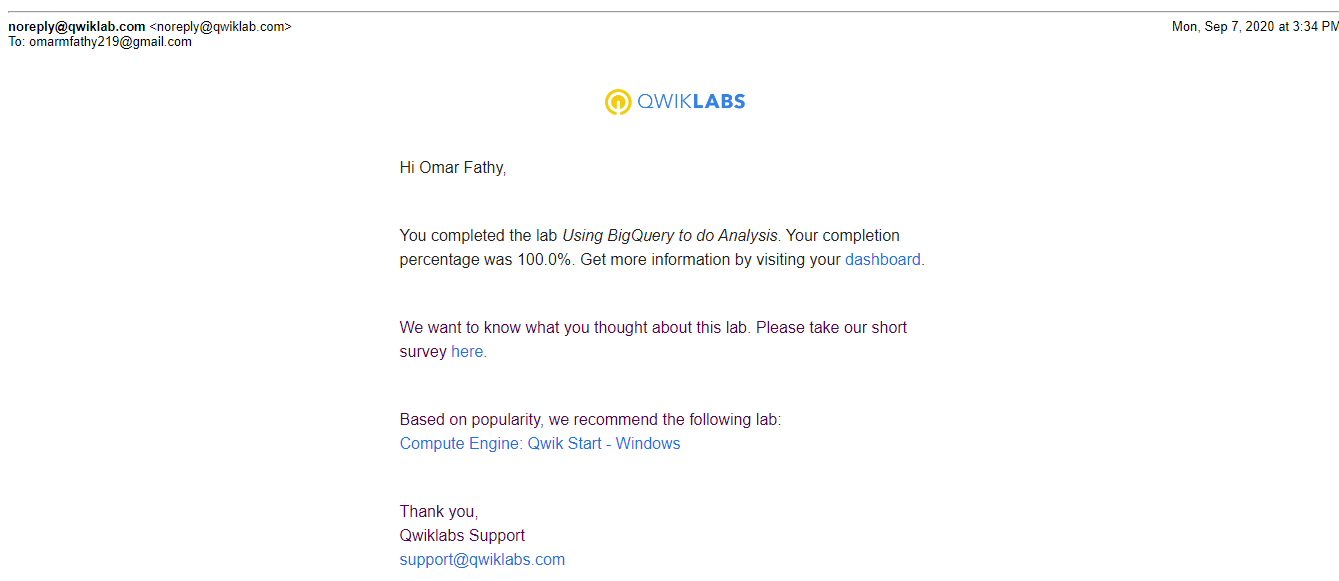 noreply@qwiklab.com <noreply@qwiklab.com>
Mon, Sep 7, 2020 at 3:34 PM
To: omarmfathy219@gmail.com
QWIKLABS
Hi Omar Fathy,
You completed the lab Using BigQuery to do Analysis. Your completion
percentage was 100.0%. Get more information by visiting your dashboard.
We want to know what you thought about this lab. Please take our short
survey here.
Based on popularity, we recommend the following lab:
Compute Engine: Qwik Start - Windows
Thank you,
Qwiklabs Support
support@qwiklabs.com